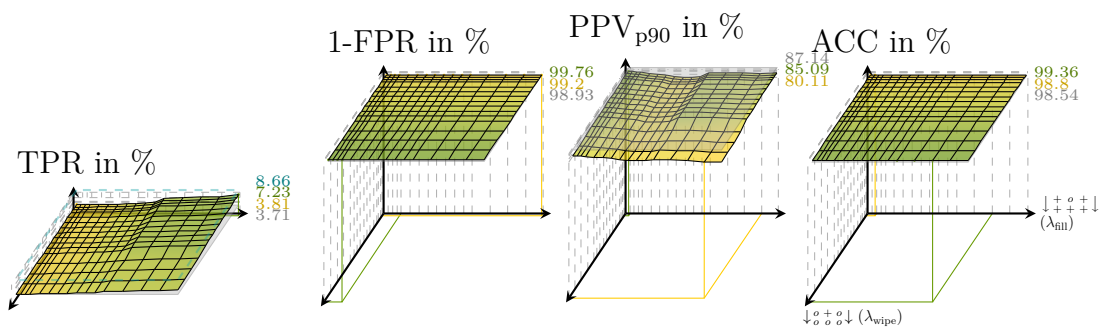 TPR in %
8.66
7.23
3.81
3.71
1-FPR in %
99.76
99.2
98.93
PPV_p90 in %
87.14
85.09
80.11
ACC in %
99.36
98.8
98.54
↓ + o + ↓
+ + + +
(λ_fill)
↓ o + o ↓ (λ_wipe)
o o o